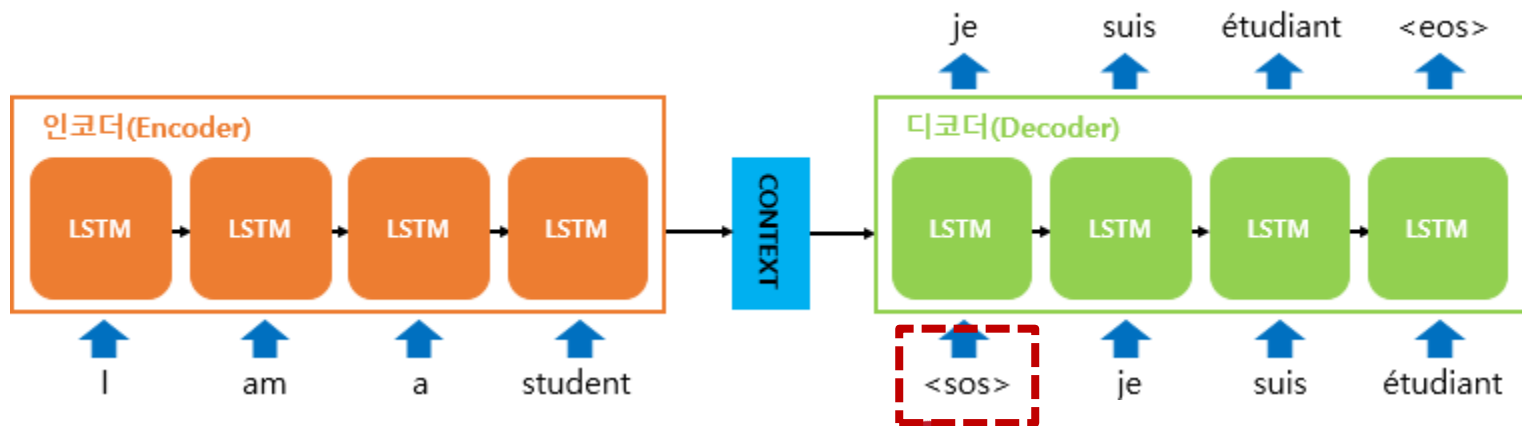 je suis étudiant <eos>
인코더(Encoder)
디코더(Decoder)
LSTM LSTM LSTM LSTM
CONTEXT
LSTM LSTM LSTM LSTM
I am a student
<sos> je suis étudiant